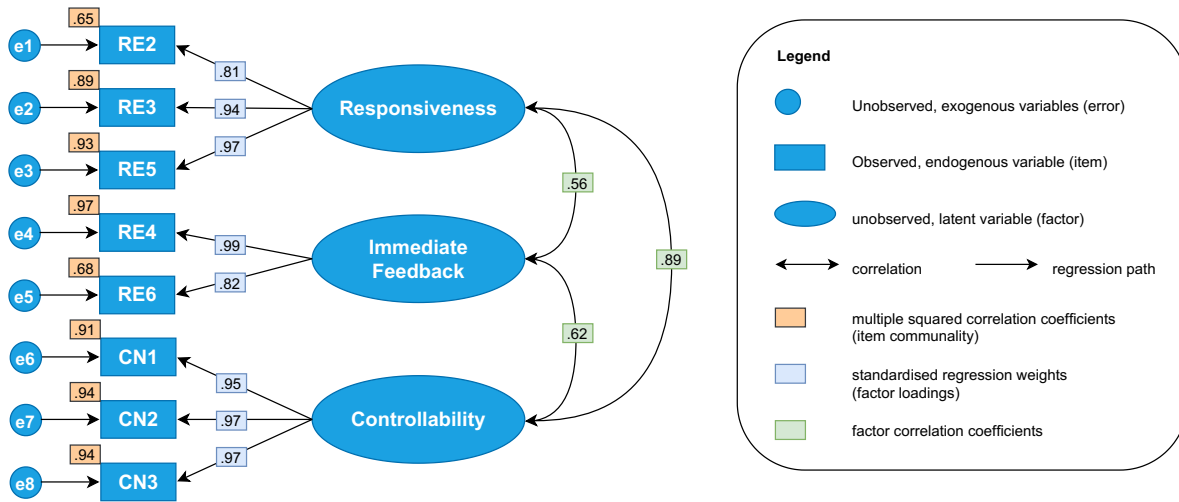 .65
e1
RE2
.89
e2
RE3
.93
e3
RE5
.97
e4
RE4
.68
e5
RE6
.91
e6
CN1
.94
e7
CN2
.94
e8
CN3
.81
.94
.97
.99
.82
.95
.97
.97
Responsiveness
Immediate
Feedback
Controllability
.56
.62
.89
Legend
Unobserved, exogenous variables (error)
Observed, endogenous variable (item)
unobserved, latent variable (factor)
correlation
regression path
multiple squared correlation coefficients
(item communality)
standardised regression weights
(factor loadings)
factor correlation coefficients